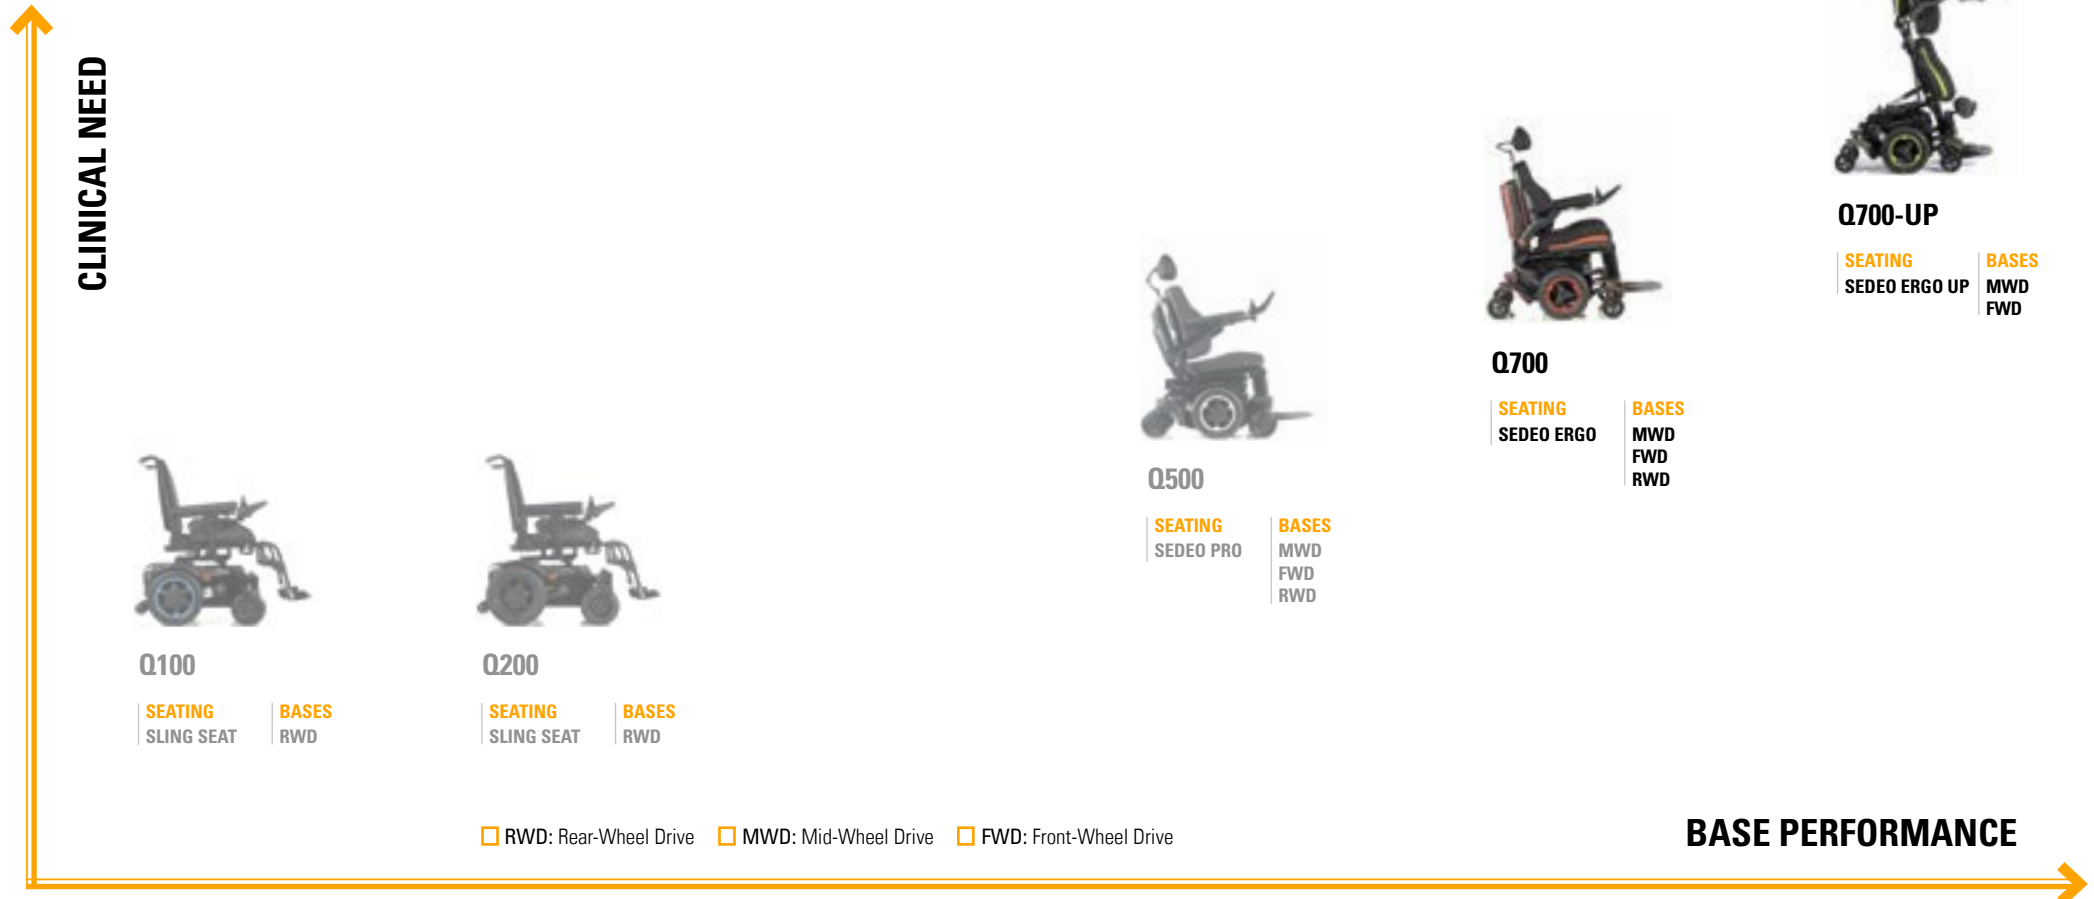 CLINICAL NEED
Q700-UP
SEATING BASES
SEDEO ERGO UP MWD
FWD
Q700
SEATING BASES
SEDEO ERGO MWD
FWD
RWD
Q500
SEATING BASES
SEDEO PRO MWD
FWD
RWD
Q100
SEATING BASES
SLING SEAT RWD
Q200
SEATING BASES
SLING SEAT RWD
RWD: Rear-Wheel Drive MWD: Mid-Wheel Drive FWD: Front-Wheel Drive
BASE PERFORMANCE